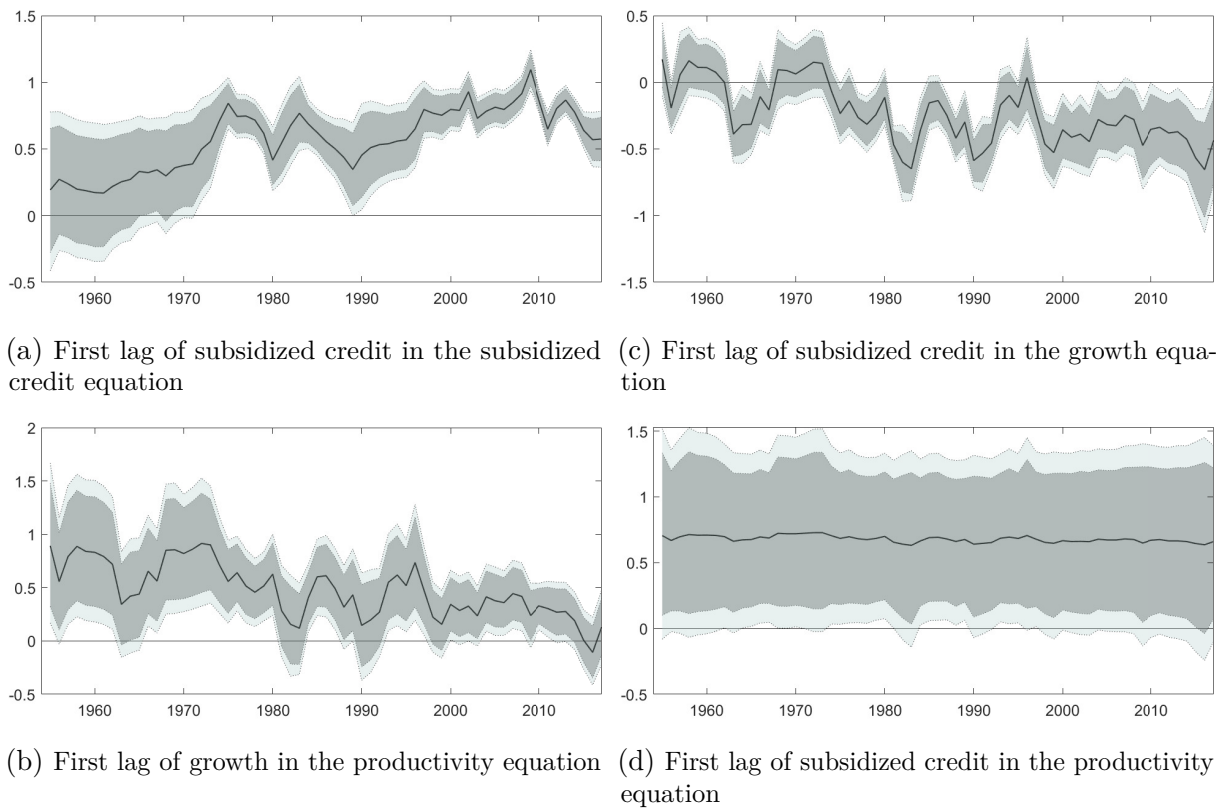 1.5
1
0.5
0
-0.5
1960 1970 1980 1990 2000 2010
(a) First lag of subsidized credit in the subsidized
credit equation
0.5
0
-0.5
-1
-1.5
1960 1970 1980 1990 2000 2010
(c) First lag of subsidized credit in the growth equa-
tion
2
1.5
1
0.5
0
-0.5
1960 1970 1980 1990 2000 2010
(b) First lag of growth in the productivity equation
1.5
1
0.5
0
-0.5
1960 1970 1980 1990 2000 2010
(d) First lag of subsidized credit in the productivity
equation